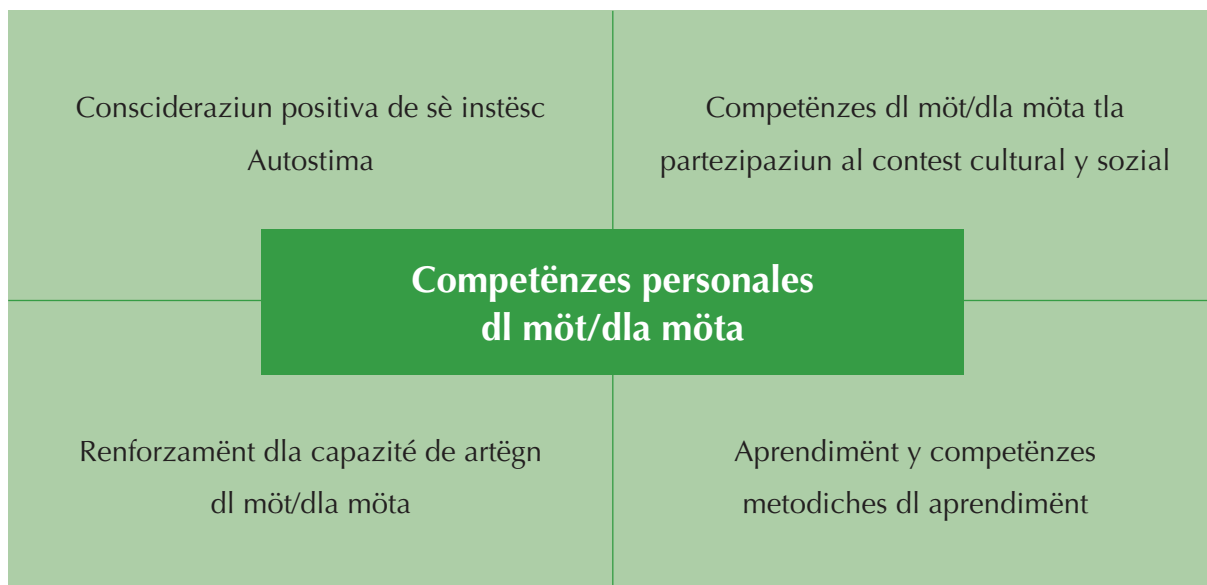 Conscideraziun positiva de sè instësc
Autostima
Competënzes dl möt/dla möta tla
partezipaziun al contest cultural y sozial
Competënzes personales
dl möt/dla möta
Renforzamënt dla capazité de artëgn
dl möt/dla möta
Aprendimënt y competënzes
metodiches dl aprendimënt